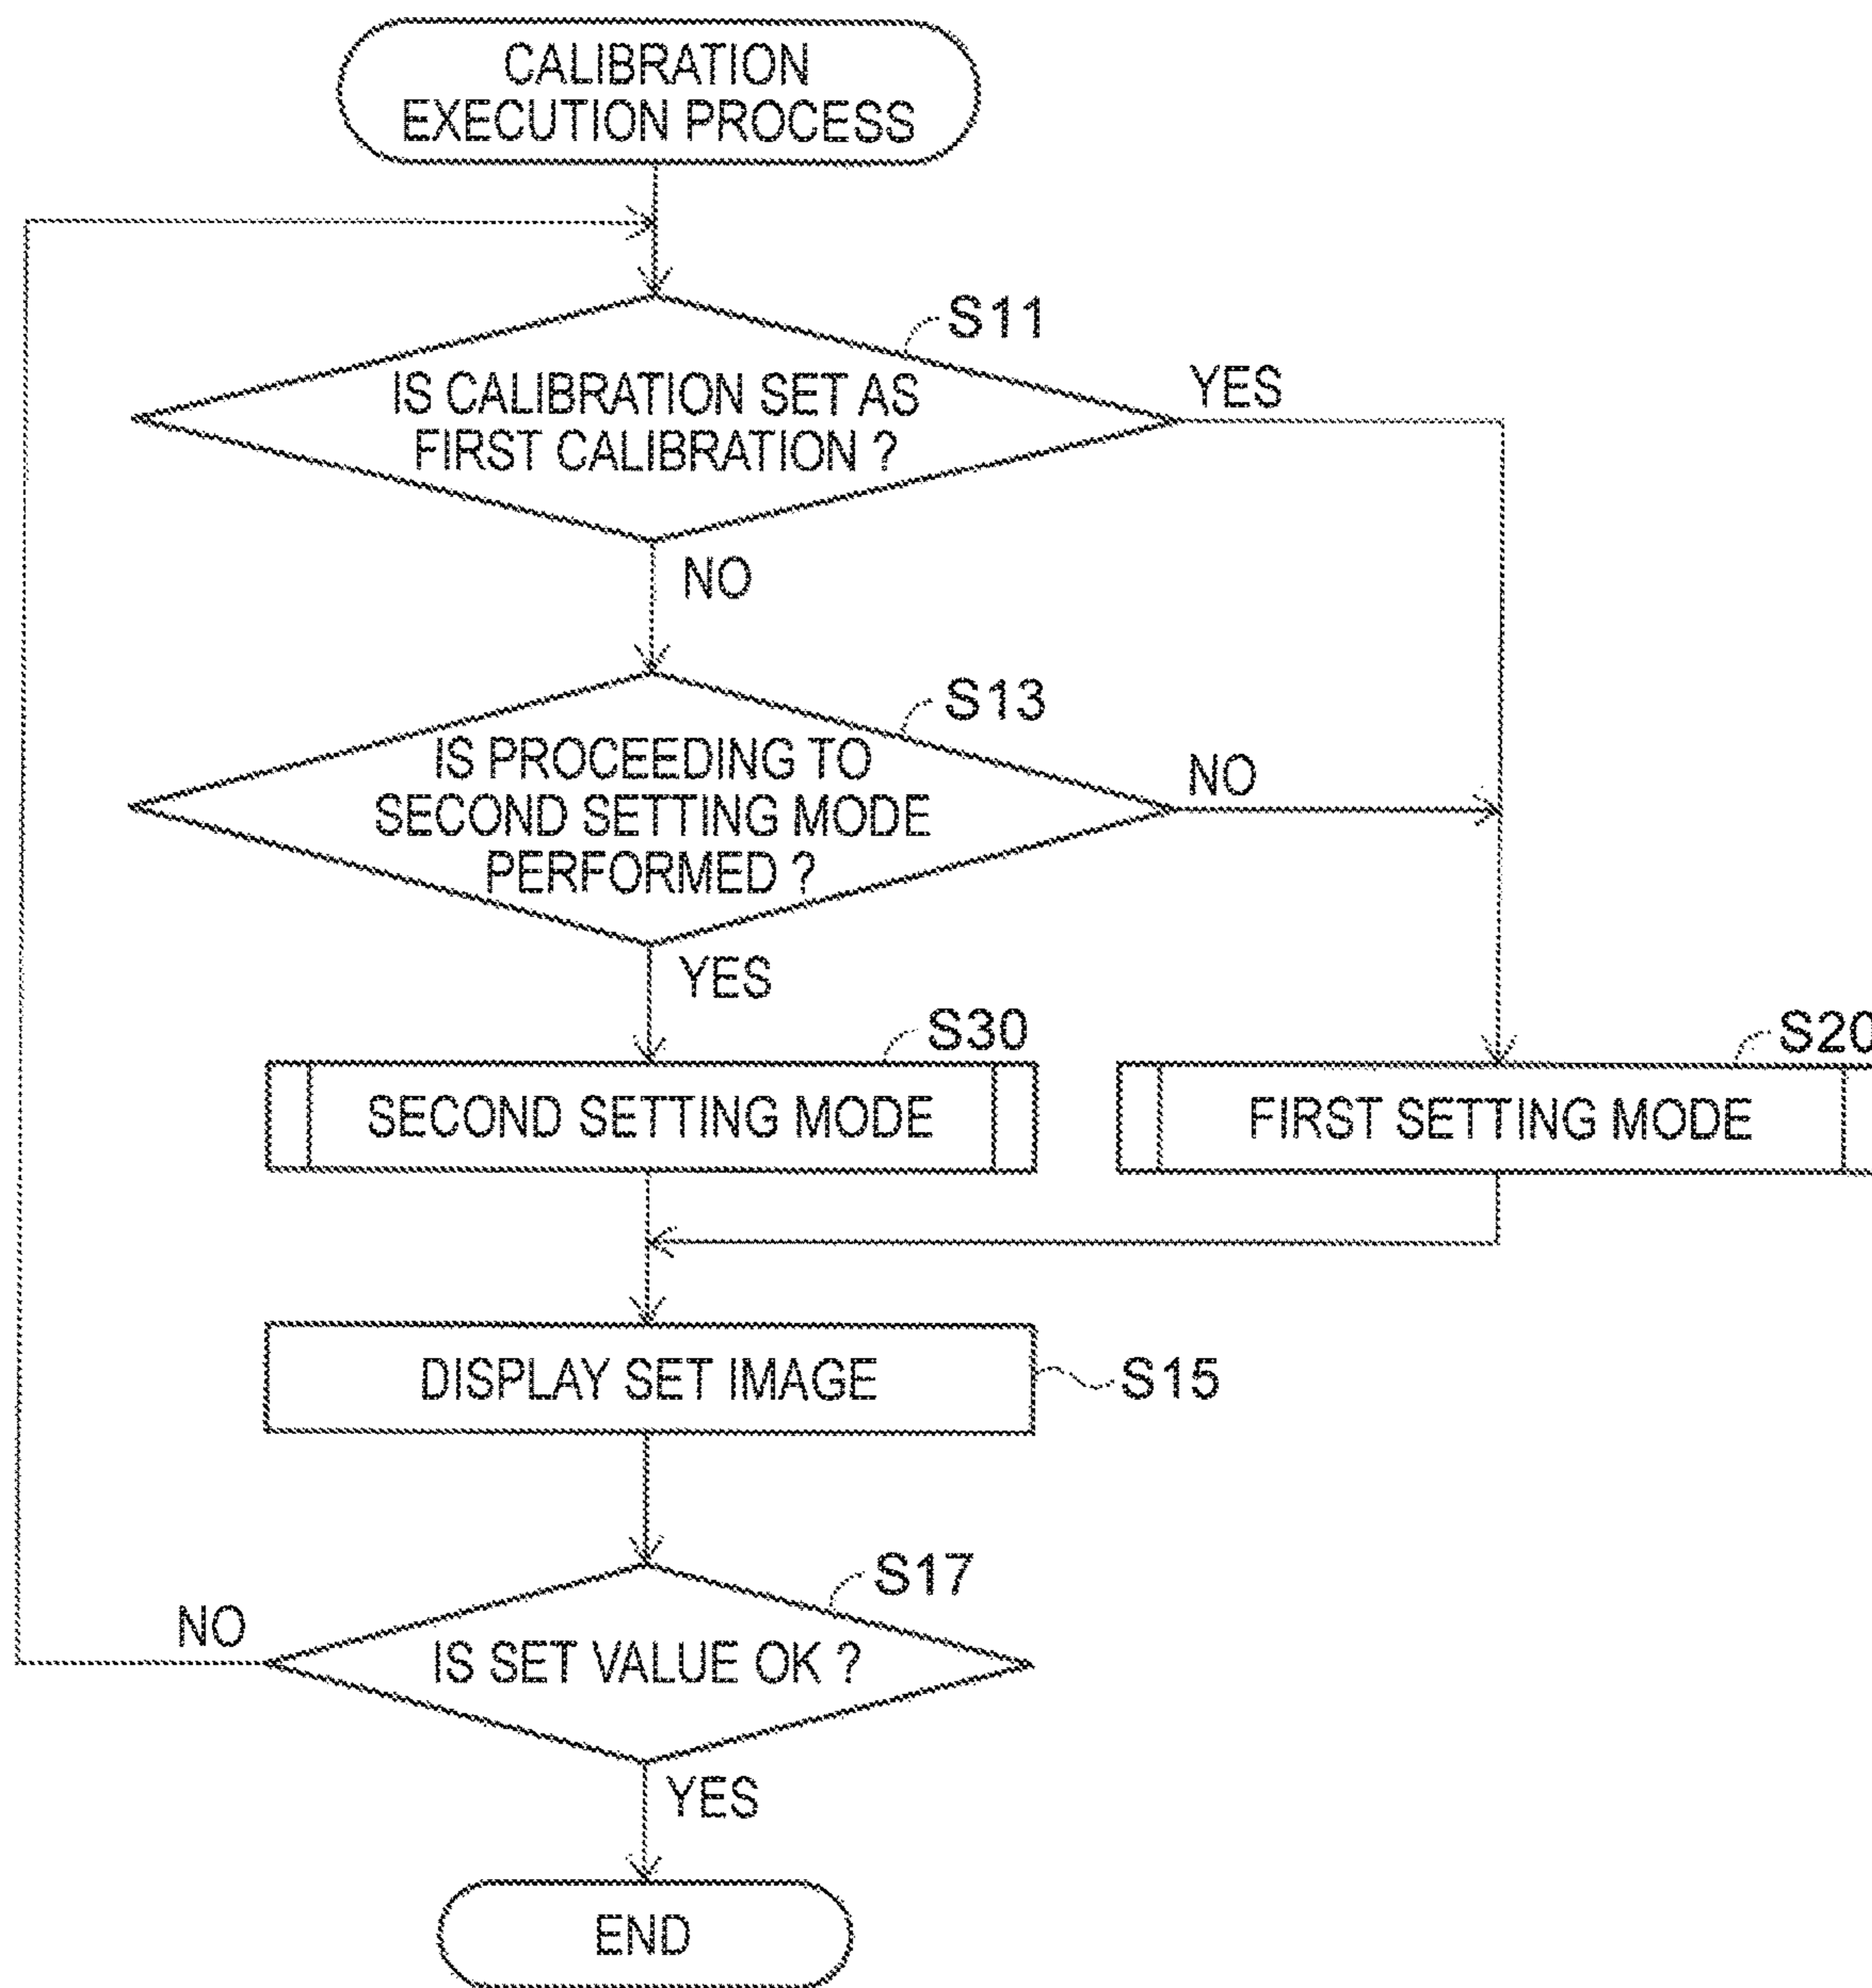 CALIBRATION
EXECUTION PROCESS
S11
IS CALIBRATION SET AS
FIRST CALIBRATION ?
YES
NO
S13
IS PROCEEDING TO
SECOND SETTING MODE
PERFORMED ?
NO
YES
S30
S20
SECOND SETTING MODE
FIRST SETTING MODE
DISPLAY SET IMAGE
S15
S17
NO
IS SET VALUE OK ?
YES
END